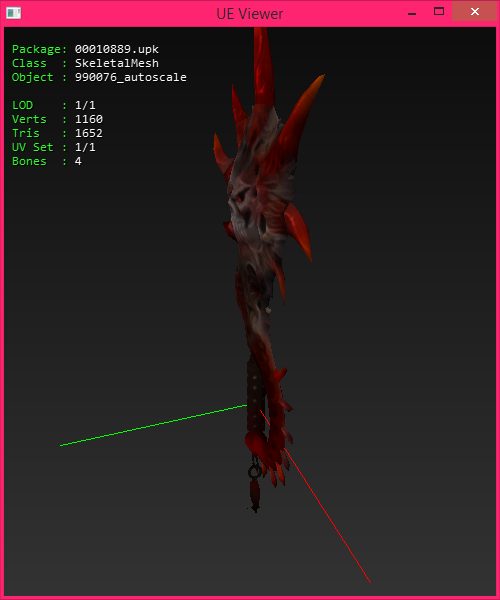 UE Viewer
Package: 00010889.upk
Class  : SkeletalMesh
Object : 990076_autoscale
LOD    : 1/1
Verts  : 1160
Tris   : 1652
UV Set : 1/1
Bones  : 4